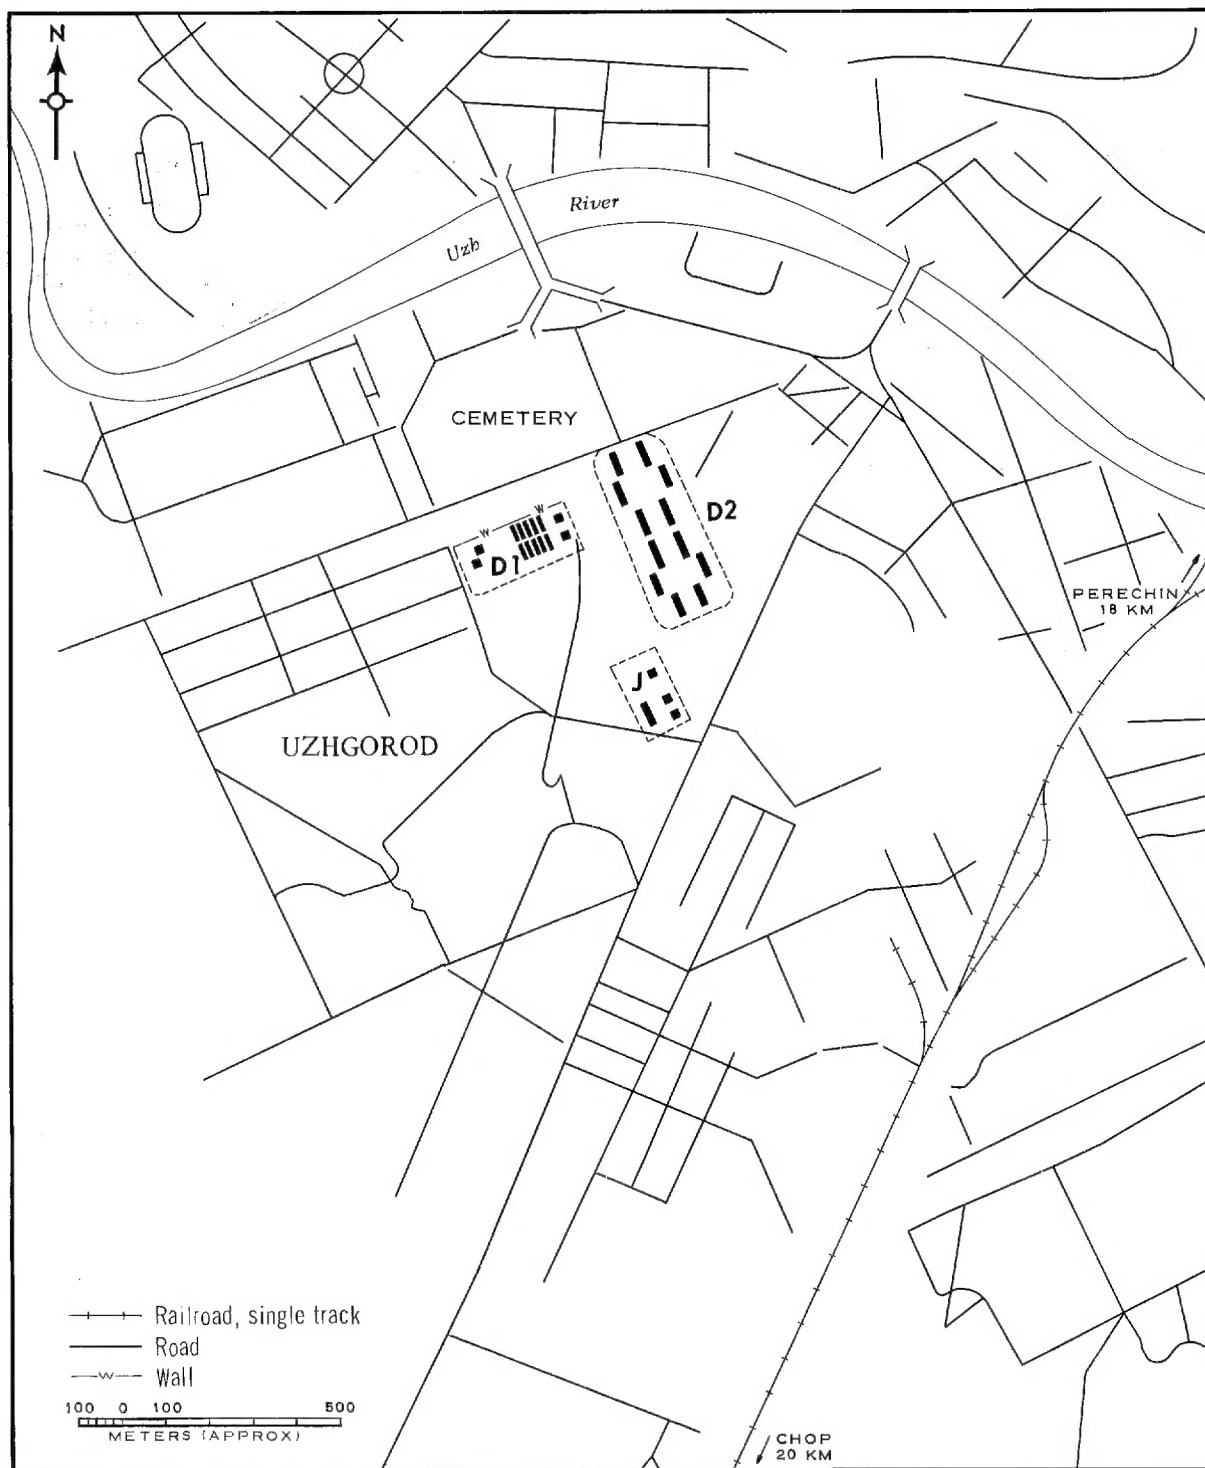 N
River
Uzh
CEMETERY
D2
W
W
D1
PERECHIN
18 KM
J
UZHGOROD
Railroad, single track
Road
W
Wall
100 0 100 500
METERS (APPROX)
CHOP
20 KM